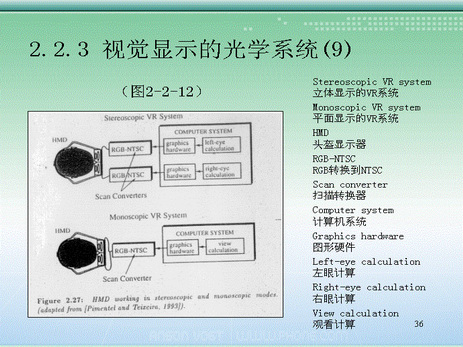 2.2.3 视觉显示的光学系统(9)
(图2-2-12)
Stereoscopic VR System
HMD
COMPUTER SYSTEM
RGB-NTSC
graphics hardware
left-eye calculation
RGB-NTSC
graphics hardware
right-eye calculation
Scan Converters
Monoscopic VR System
HMD
COMPUTER SYSTEM
RGB-NTSC
graphics hardware
view calculation
Scan Converter
Figure 2.27: HMD working in stereoscopic and monoscopic modes.
(adapted from [Pimentel and Teixeira, 1993]).
Stereoscopic VR system
立体显示的VR系统
Monoscopic VR system
平面显示的VR系统
HMD
头盔显示器
RGB-NTSC
RGB转换到NTSC
Scan converter
扫描转换器
Computer system
计算机系统
Graphics hardware
图形硬件
Left-eye calculation
左眼计算
Right-eye calculation
右眼计算
View calculation
观看计算
36